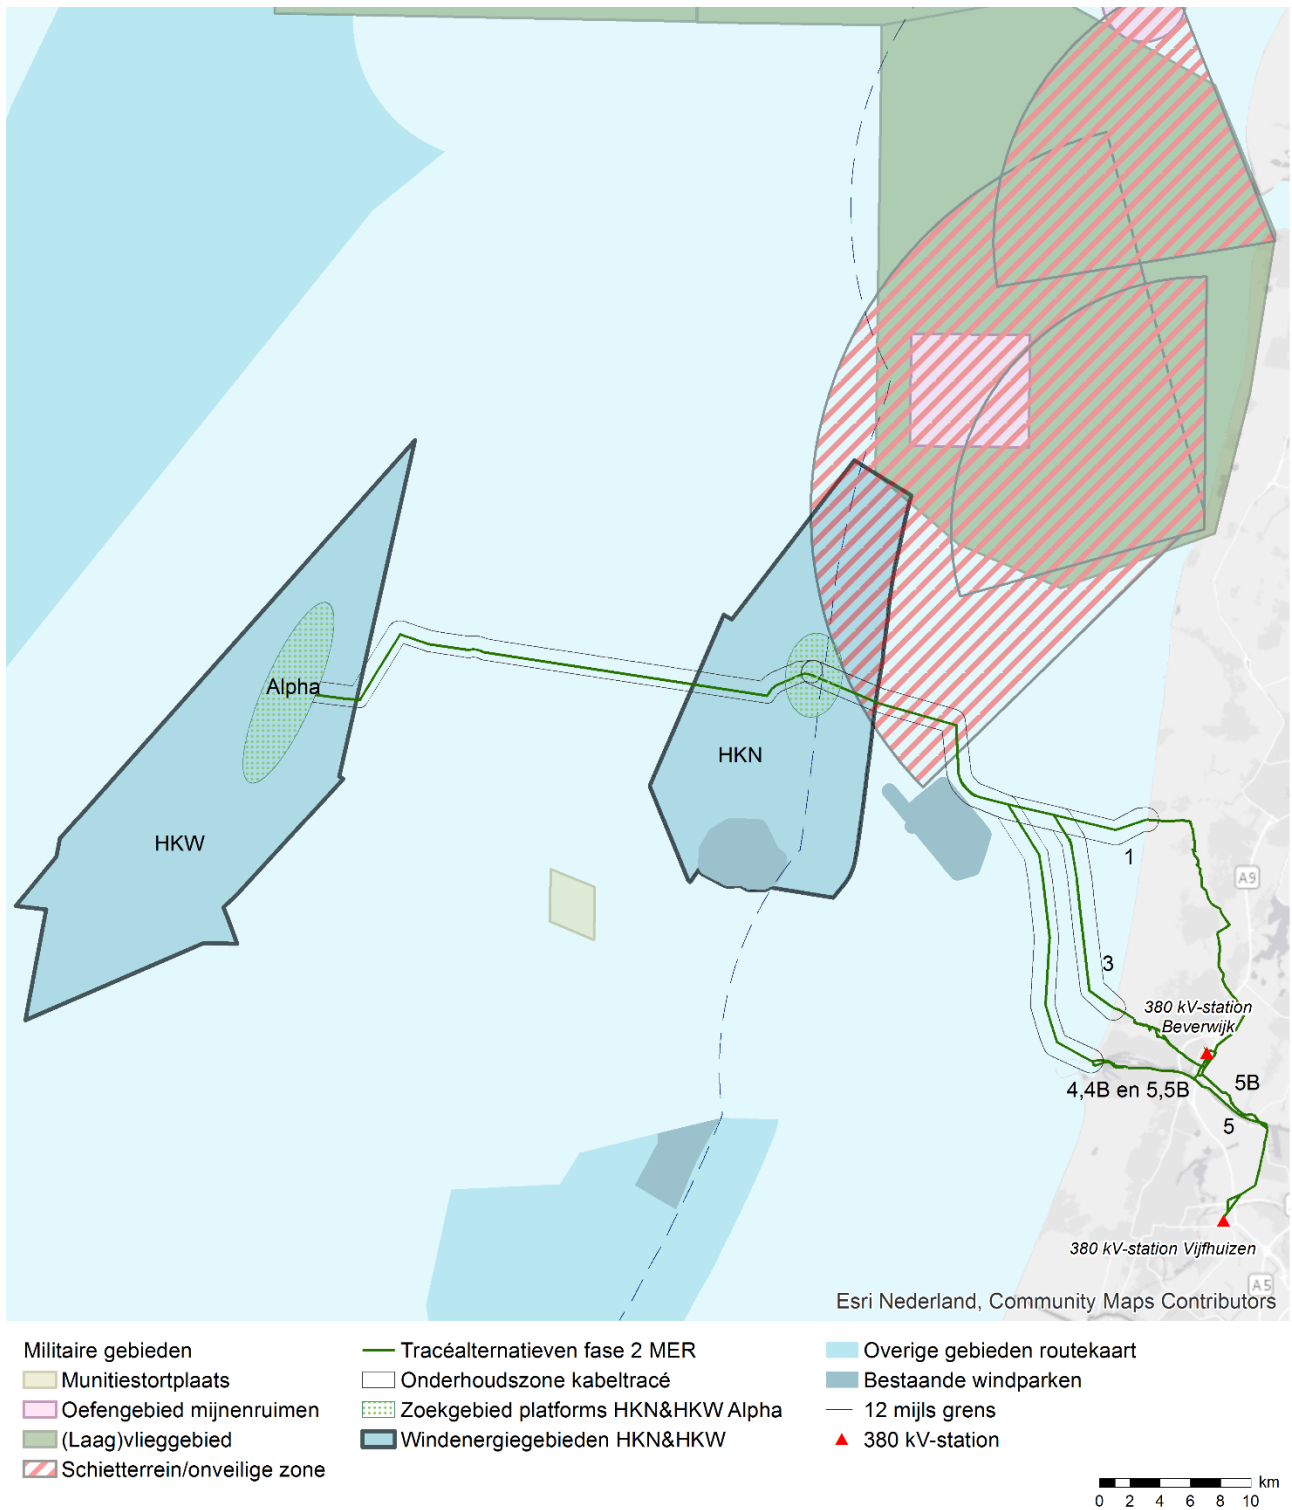 Alpha
HKN
HKW
1
A9
3
380 kV-station
Beverwijk
5B
4,4B en 5,5B
5
380 kV-station Vijfhuizen
A5
Esri Nederland, Community Maps Contributors
Militaire gebieden
Munitiestortplaats
Oefengebied mijnenruimen
(Laag)vlieggebied
Schietterrein/onveilige zone
Tracéalternatieven fase 2 MER
Onderhoudszone kabeltracé
Zoekgebied platforms HKN&HKW Alpha
Windenergiegebieden HKN&HKW
Overige gebieden routekaart
Bestaande windparken
12 mijls grens
380 kV-station
km
0 2 4 6 8 10